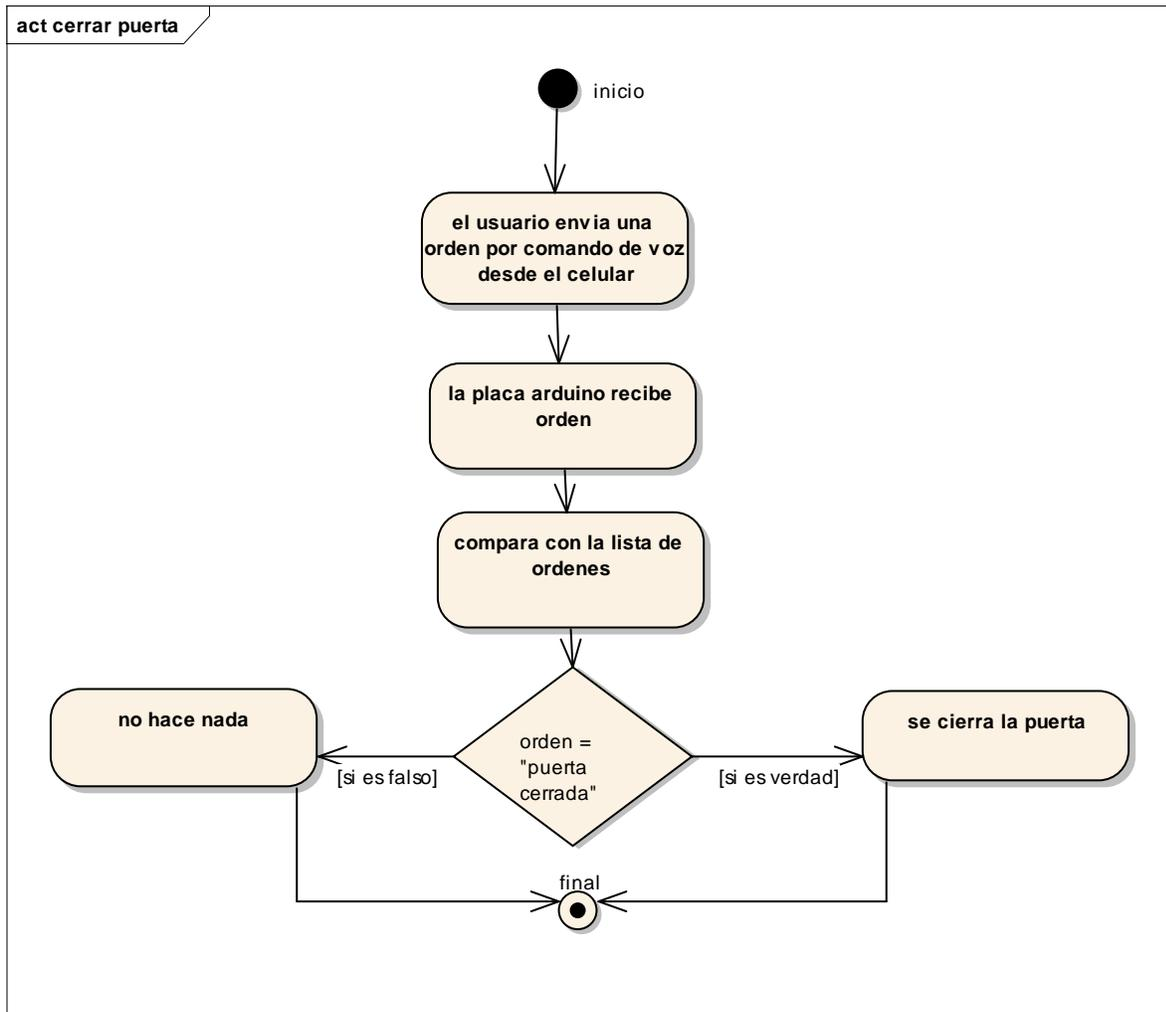 act cerrar puerta
inicio
el usuario envia una
orden por comando de voz
desde el celular
la placa arduino recibe
orden
compara con la lista de
ordenes
no hace nada
se cierra la puerta
orden =
"puerta
cerrada"
[si es falso]
[si es verdad]
final